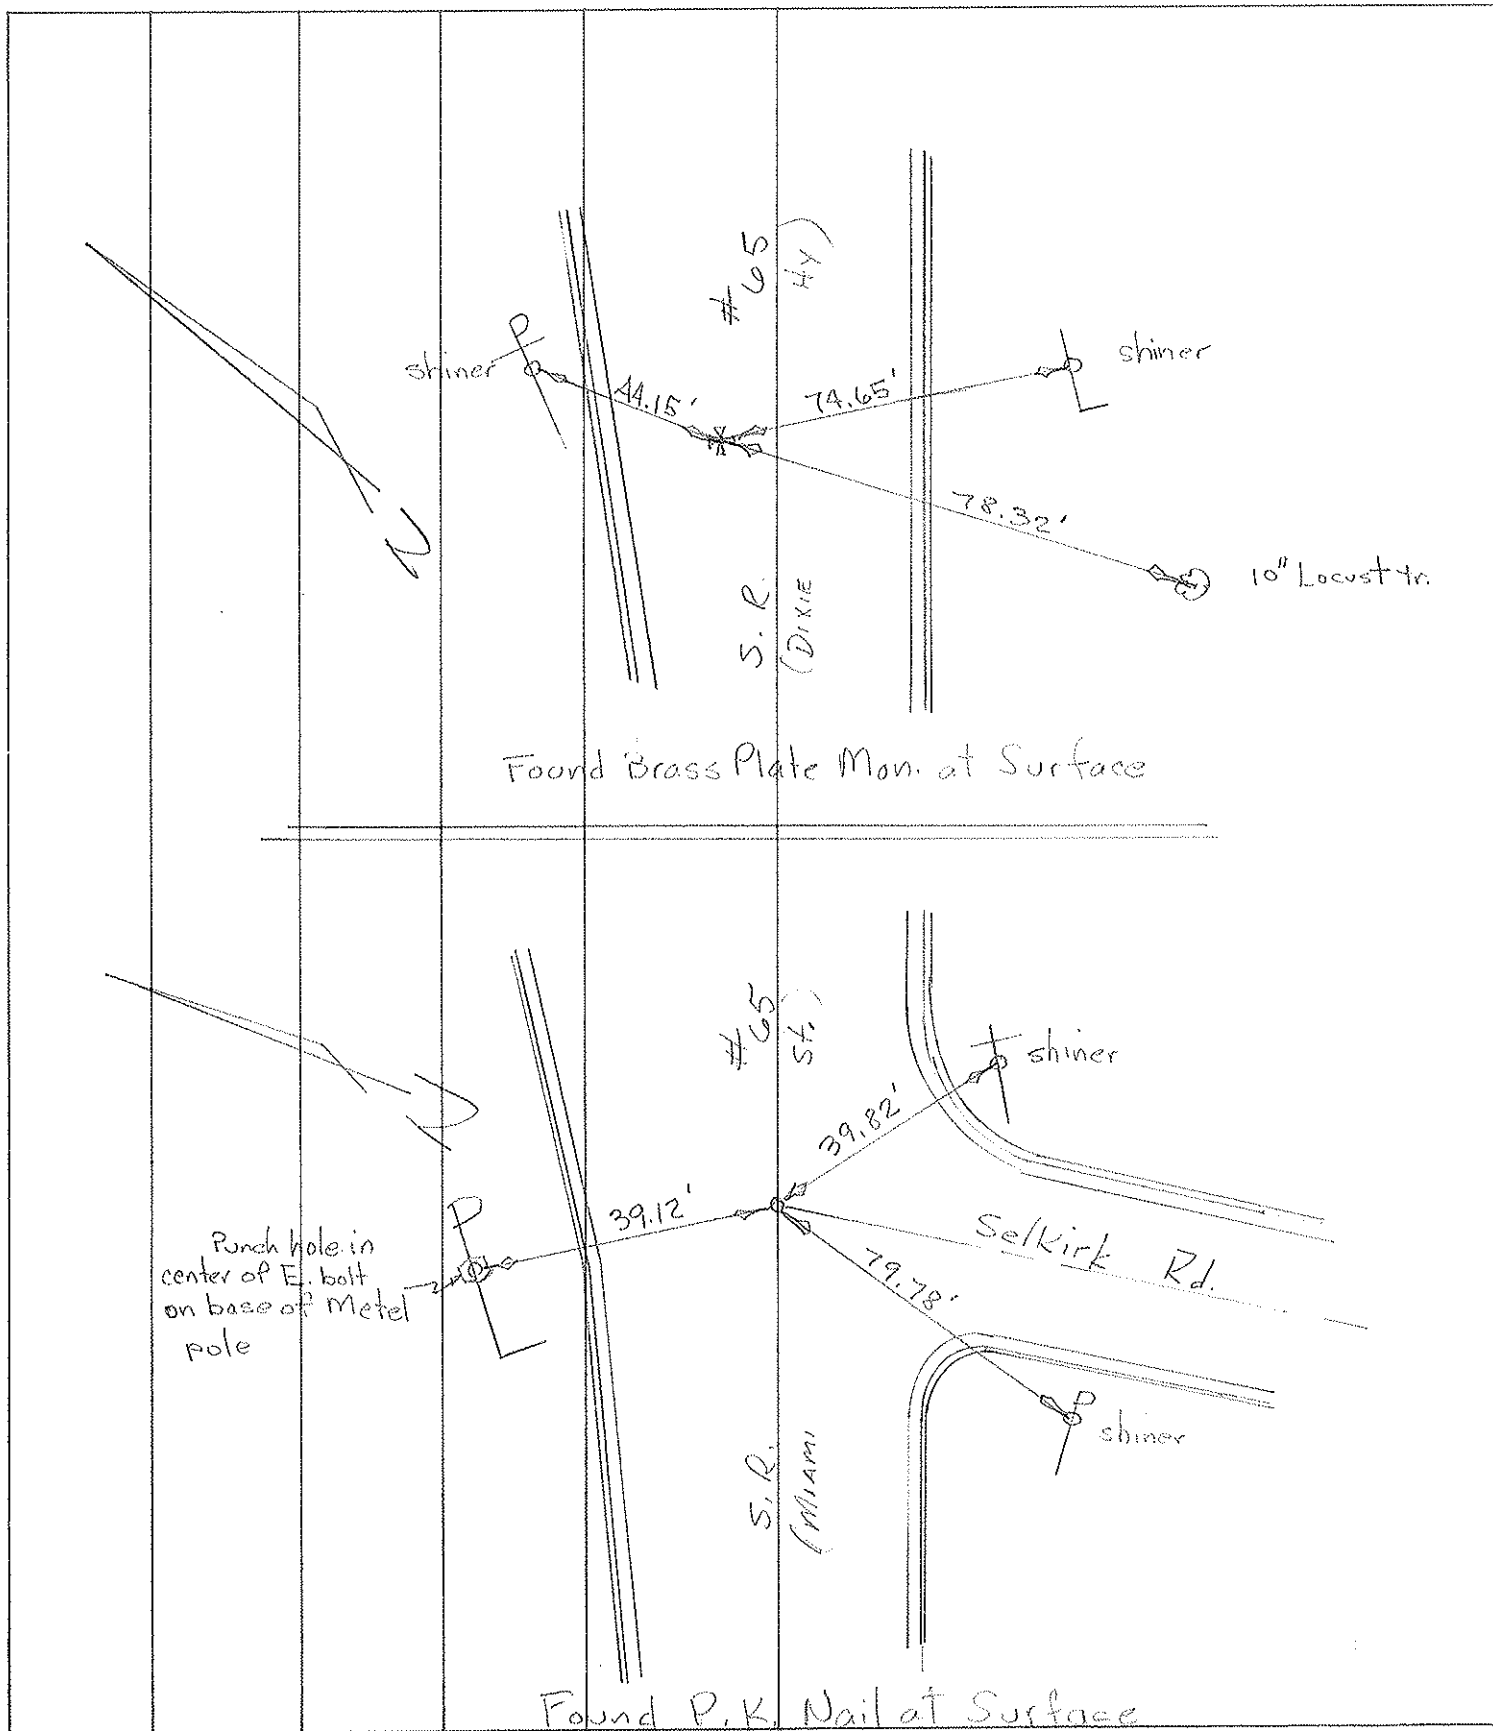 # 65
Hy)
P
shiner
shiner
44.15'
74.65'
78.32'
N
10" Locust tr.
S. R.
(DIXIE
Found Brass Plate Mon. at Surface
# 65
St.)
shiner
39.82'
N
P
39.12'
Selkirk Rd.
Punch hole in
center of E. bolt
on base of Metel
pole
79.78'
P
shiner
S. R.
(MIAMI
Found P.K. Nail at Surface